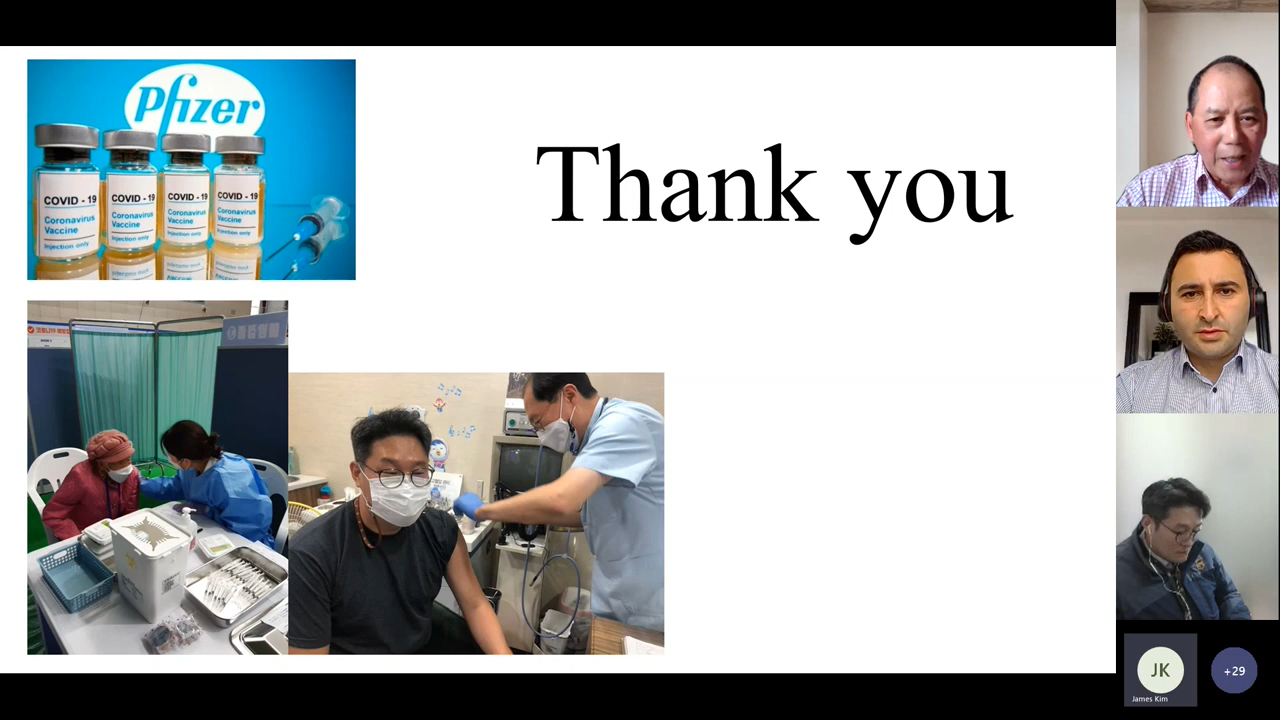 Pfizer
COVID - 19
Coronavirus
Vaccine
Injection only
COVID - 19
Coronavirus
Vaccine
Injection only
COVID - 19
Coronavirus
Vaccine
Injection only
COVID - 19
Coronavirus
Vaccine
Injection only
Thank you
JK
James Kim
+29